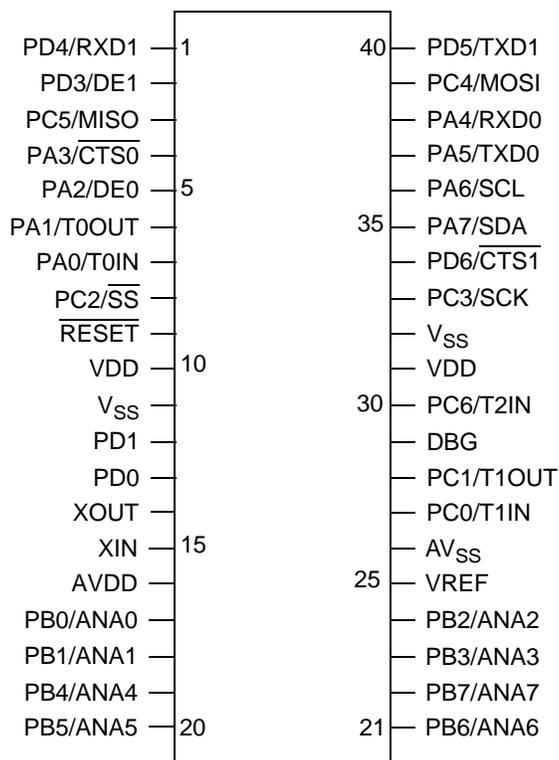 PD4/RXD1 1 40 PD5/TXD1
PD3/DE1 PC4/MOSI
PC5/MISO PA4/RXD0
PA3/CTS0 PA5/TXD0
PA2/DE0 5 PA6/SCL
PA1/T0OUT 35 PA7/SDA
PA0/T0IN PD6/CTS1
PC2/SS PC3/SCK
RESET VSS
VDD 10 VDD
VSS 30 PC6/T2IN
PD1 DBG
PD0 PC1/T1OUT
XOUT PC0/T1IN
XIN 15 AVSS
AVDD 25 VREF
PB0/ANA0 PB2/ANA2
PB1/ANA1 PB3/ANA3
PB4/ANA4 PB7/ANA7
PB5/ANA5 20 21 PB6/ANA6